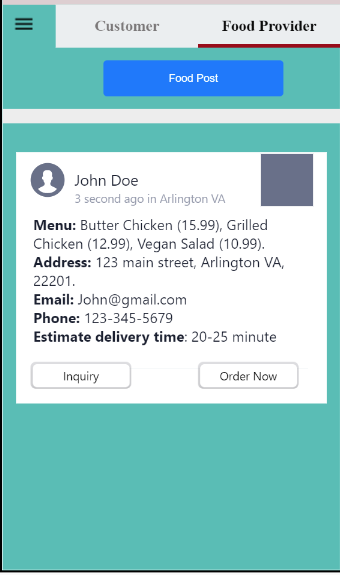 Customer
Food Provider
Food Post
John Doe
3 second ago in Arlington VA
Menu: Butter Chicken (15.99), Grilled
Chicken (12.99), Vegan Salad (10.99).
Address: 123 main street, Arlington VA,
22201.
Email: John@gmail.com
Phone: 123-345-5679
Estimate delivery time: 20-25 minute
Inquiry
Order Now